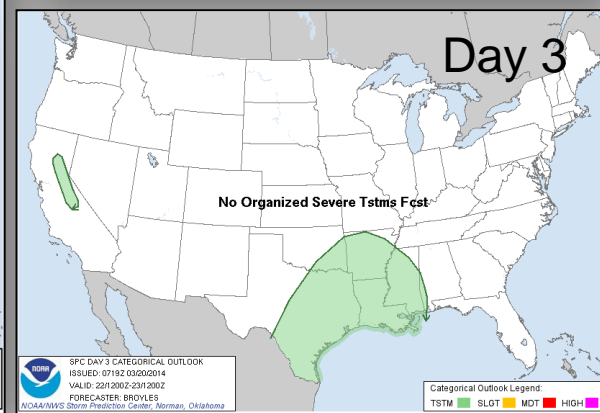 Day 3
No Organized Severe Tstms Fcst
NOAA
SPC DAY 3 CATEGORICAL OUTLOOK
ISSUED: 0719Z 03/20/2014
VALID: 22/1200Z-23/1200Z
FORECASTER: BROYLES
NOAA/NWS Storm Prediction Center, Norman, Oklahoma
Categorical Outlook Legend:
TSTM SLGT MDT HIGH